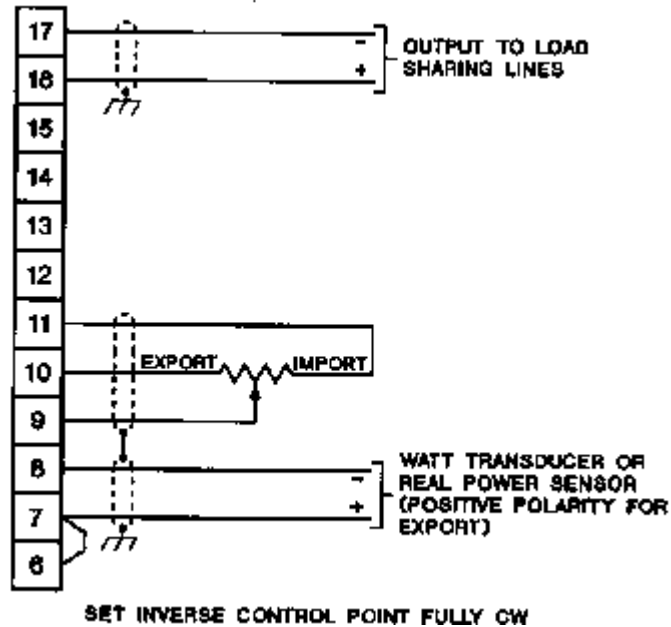 17
-
OUTPUT TO LOAD
16
+
SHARING LINES
15
14
13
12
11
10
EXPORT
IMPORT
9
8
-
WATT TRANSDUCER OR
REAL POWER SENSOR
7
+
(POSITIVE POLARITY FOR
EXPORT)
6
SET INVERSE CONTROL POINT FULLY CW